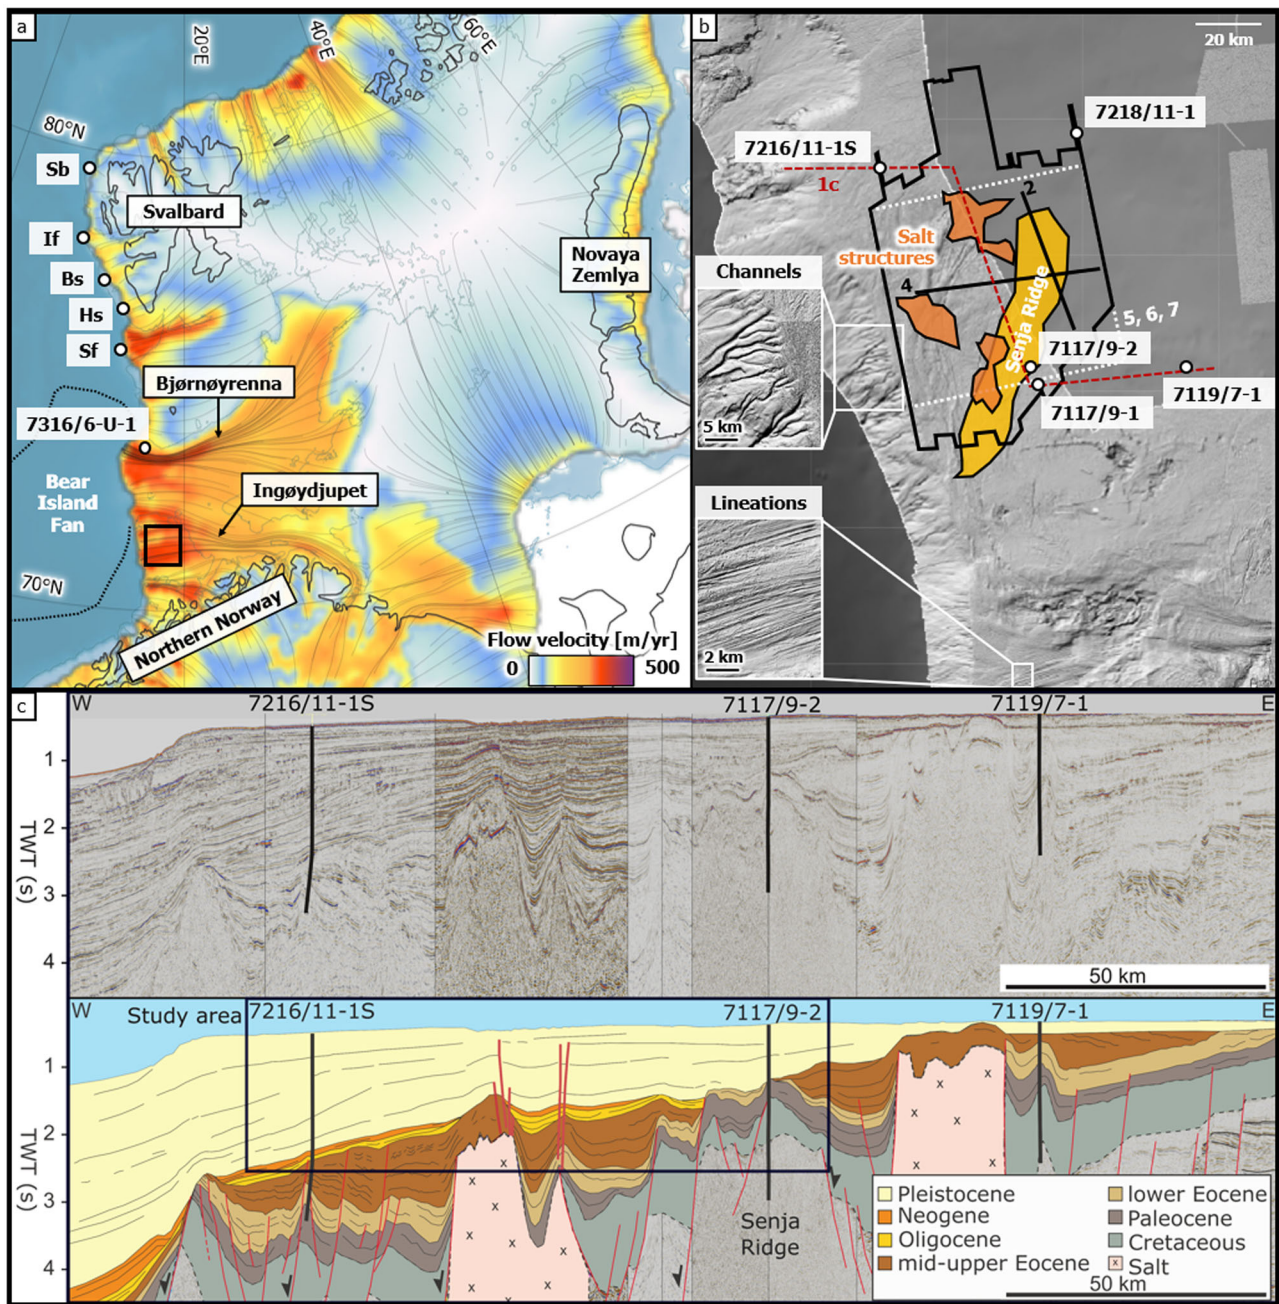 a
20°E
40°E
60°E
80°N
Sb
Svalbard
If
Bs
Hs
Sf
Novaya
Zemlya
Bjørnøyrenna
7316/6-U-1
Bear
Island
Fan
Ingøydjupet
70°N
Northern Norway
Flow velocity [m/yr]
0
500
b
20 km
7218/11-1
7216/11-1S
1c
2
Salt
structures
Channels
4
Senja Ridge
5, 6, 7
7117/9-2
7119/7-1
7117/9-1
5 km
Lineations
2 km
c
W
7216/11-1S
7117/9-2
7119/7-1
E
1
2
3
4
TWT (s)
50 km
W
Study area
7216/11-1S
7117/9-2
7119/7-1
E
1
2
3
4
TWT (s)
Senja
Ridge
x x x x x x x x x x x x x x
Pleistocene
Neogene
Oligocene
mid-upper Eocene
lower Eocene
Paleocene
Cretaceous
x Salt
50 km